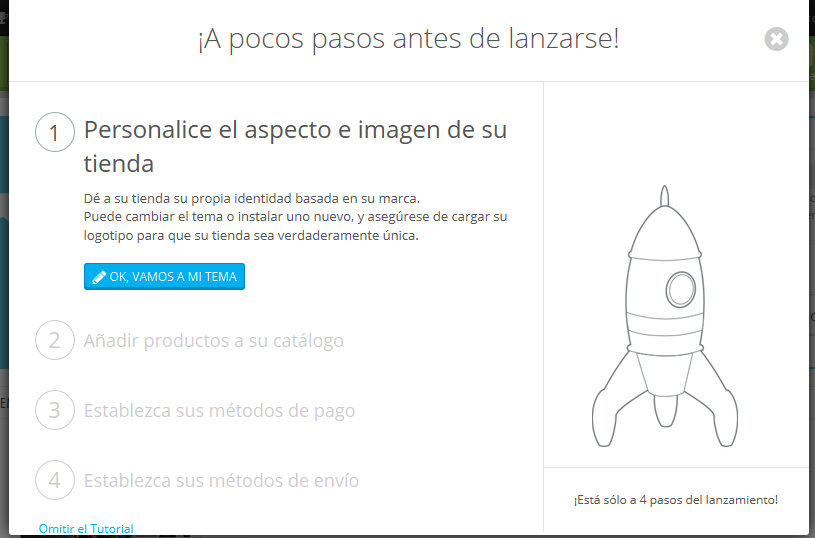 ¡A pocos pasos antes de lanzarse!
1
Personalice el aspecto e imagen de su
tienda
Dé a su tienda su propia identidad basada en su marca.
Puede cambiar el tema o instalar uno nuevo, y asegúrese de cargar su
logotipo para que su tienda sea verdaderamente única.
OK, VAMOS A MI TEMA
2 Añadir productos a su catálogo
3 Establezca sus métodos de pago
4 Establezca sus métodos de envío
Omitir el Tutorial
¡Está sólo a 4 pasos del lanzamiento!